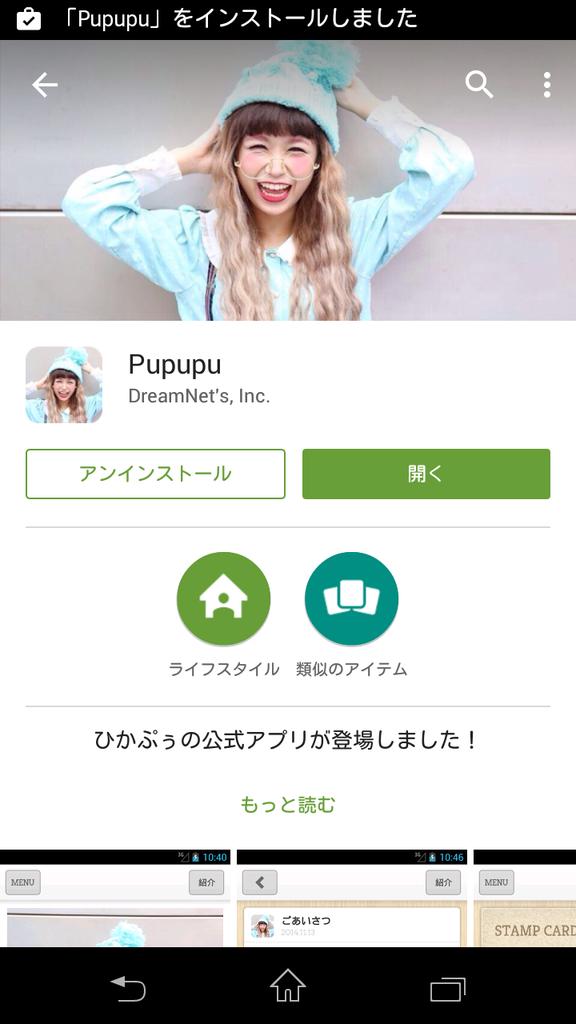 「Pupupu」をインストールしました
Pupupu
DreamNet's, Inc.
アンインストール
開く
ライフスタイル
類似のアイテム
ひかぷぅの公式アプリが登場しました！
もっと読む
10:40
MENU
紹介
10:46
紹介
ごあいさつ
2014.11.13
MENU
STAMP CARD